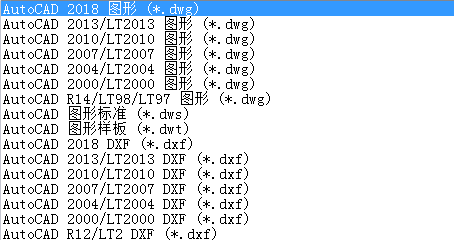 AutoCAD 2018 图形 (*.dwg)
AutoCAD 2013/LT2013 图形 (*.dwg)
AutoCAD 2010/LT2010 图形 (*.dwg)
AutoCAD 2007/LT2007 图形 (*.dwg)
AutoCAD 2004/LT2004 图形 (*.dwg)
AutoCAD 2000/LT2000 图形 (*.dwg)
AutoCAD R14/LT98/LT97 图形 (*.dwg)
AutoCAD 图形标准 (*.dws)
AutoCAD 图形样板 (*.dwt)
AutoCAD 2018 DXF (*.dxf)
AutoCAD 2013/LT2013 DXF (*.dxf)
AutoCAD 2010/LT2010 DXF (*.dxf)
AutoCAD 2007/LT2007 DXF (*.dxf)
AutoCAD 2004/LT2004 DXF (*.dxf)
AutoCAD 2000/LT2000 DXF (*.dxf)
AutoCAD R12/LT2 DXF (*.dxf)